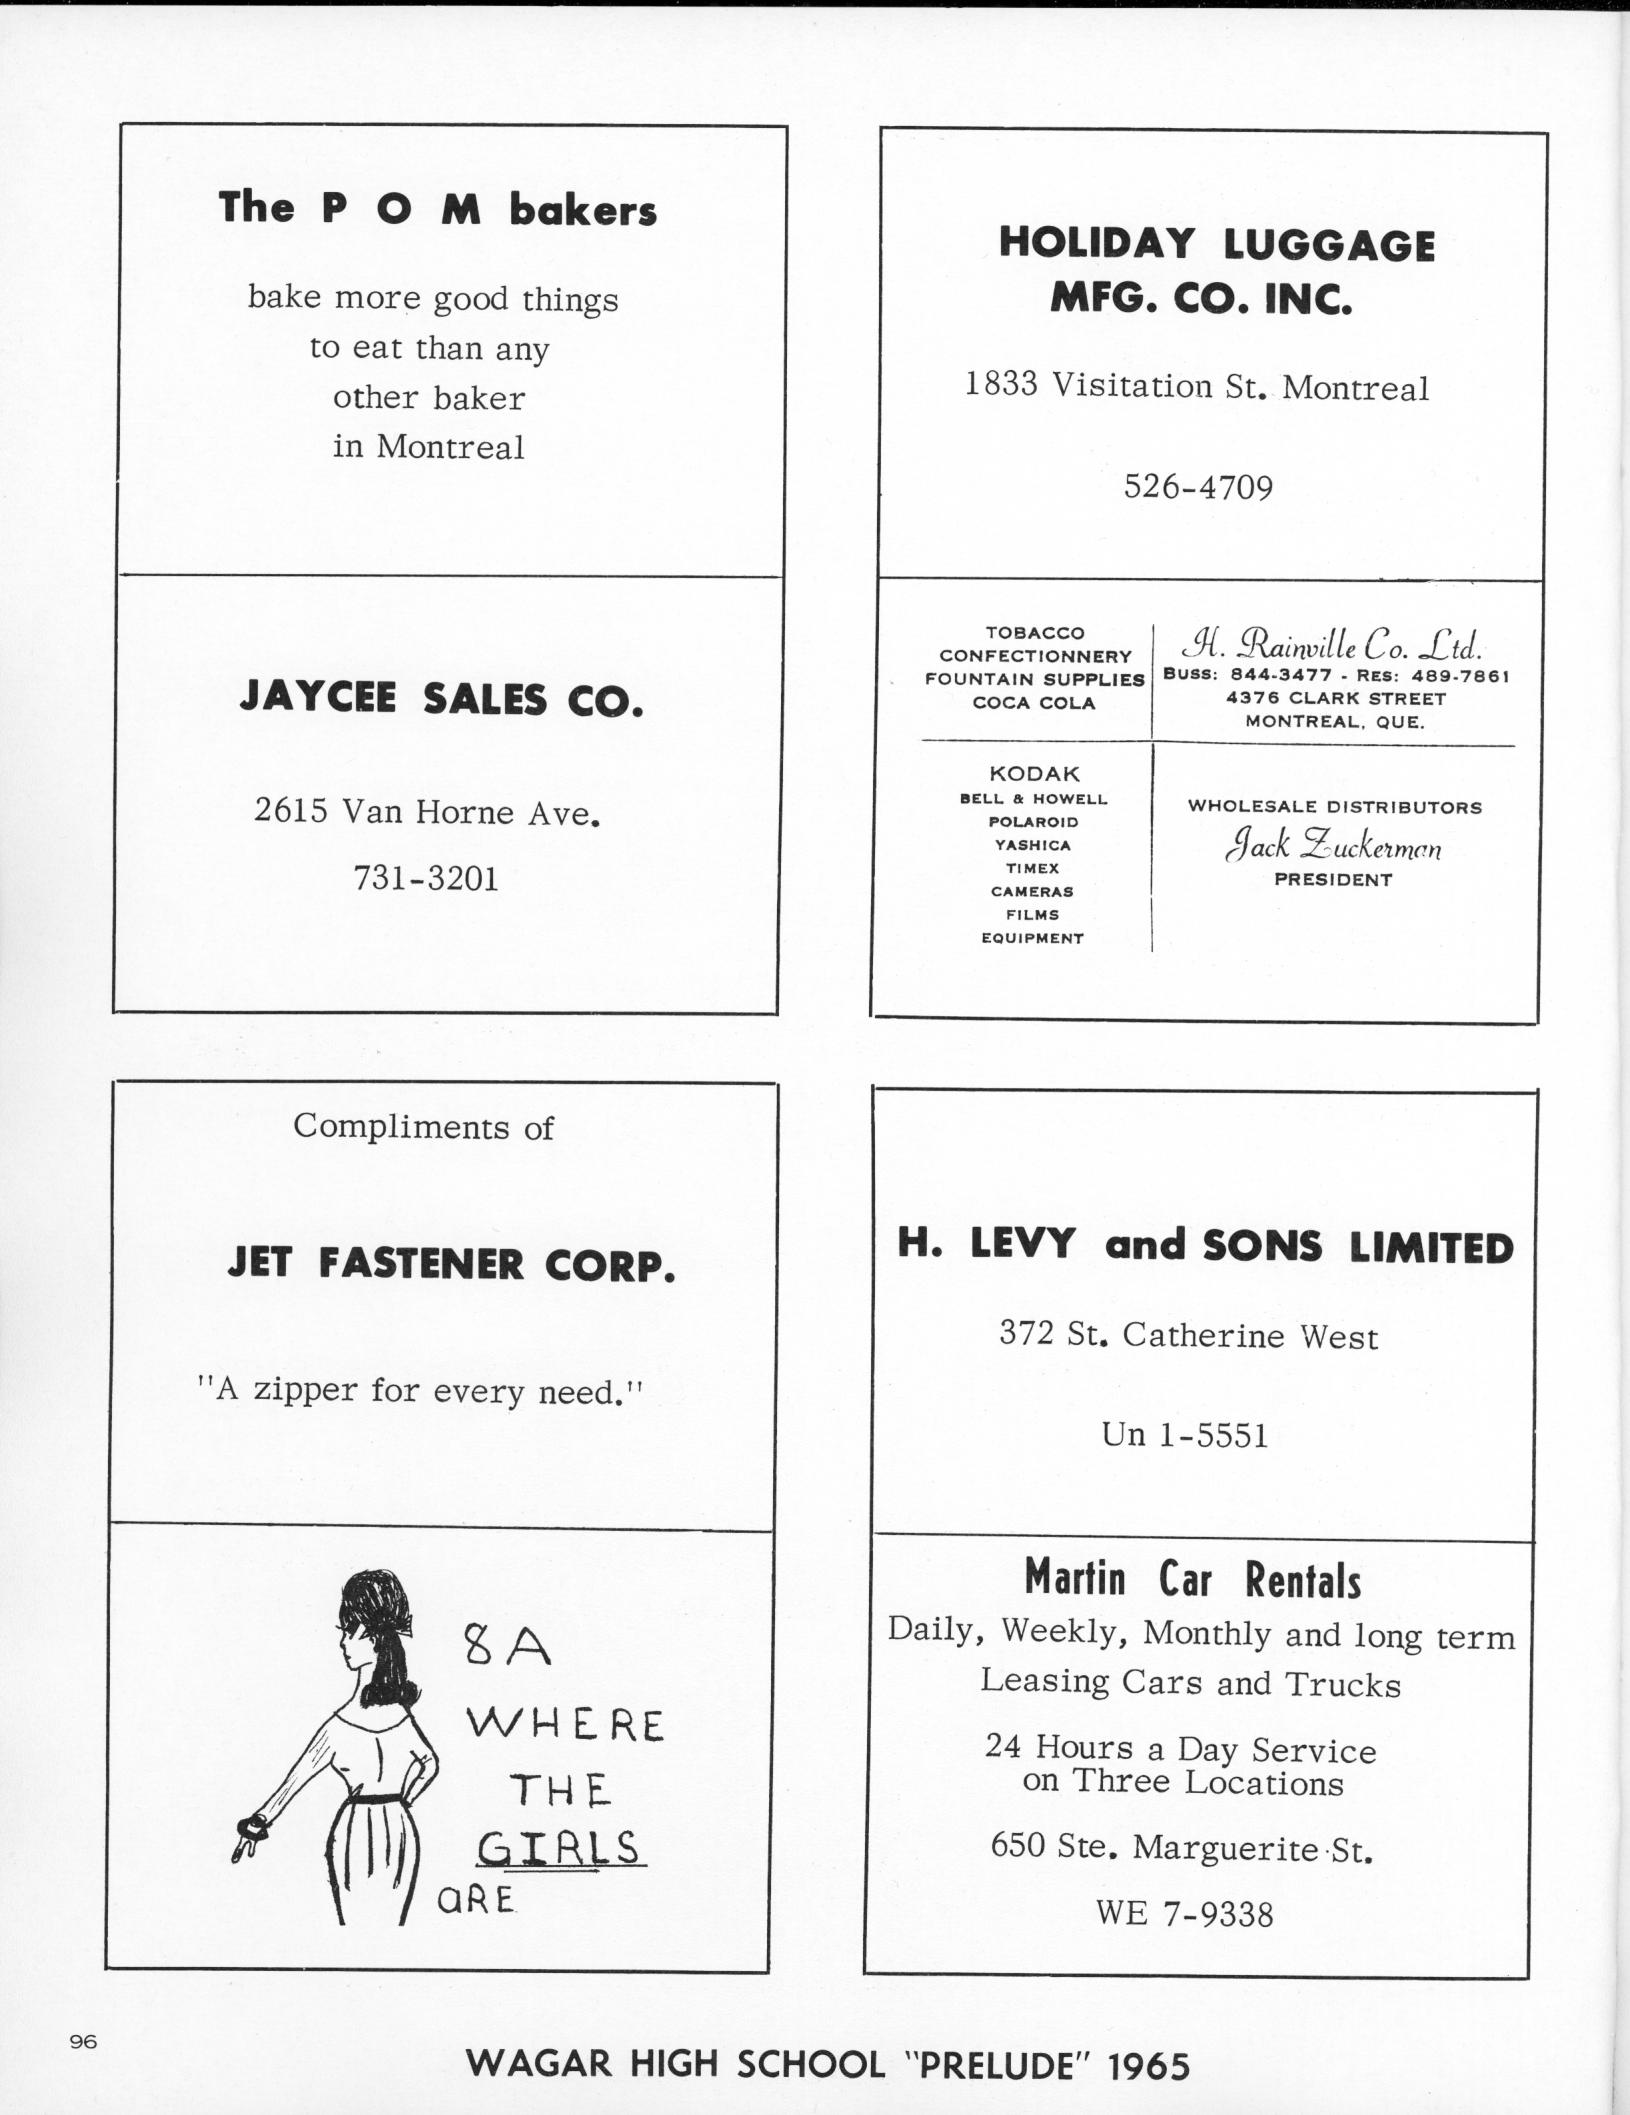 The P O M bakers
bake more good things
to eat than any
other baker
in Montreal
JAYCEE SALES CO.
2615 Van Horne Ave.
731-3201
HOLIDAY LUGGAGE
MFG. CO. INC.
1833 Visitation St. Montreal
526-4709
TOBACCO
CONFECTIONNERY
FOUNTAIN SUPPLIES
COCA COLA
H. Rainville Co. Ltd.
BUSS: 844-3477 - RES: 489-7861
4376 CLARK STREET
MONTREAL, QUE.
KODAK
BELL & HOWELL
POLAROID
YASHICA
TIMEX
CAMERAS
FILMS
EQUIPMENT
WHOLESALE DISTRIBUTORS
Jack Zuckerman
PRESIDENT
Compliments of
JET FASTENER CORP.
"A zipper for every need."
8A
WHERE
THE
GIRLS
aRE
H. LEVY and SONS LIMITED
372 St. Catherine West
Un 1-5551
Martin Car Rentals
Daily, Weekly, Monthly and long term
Leasing Cars and Trucks
24 Hours a Day Service
on Three Locations
650 Ste. Marguerite St.
WE 7-9338
96
WAGAR HIGH SCHOOL "PRELUDE" 1965